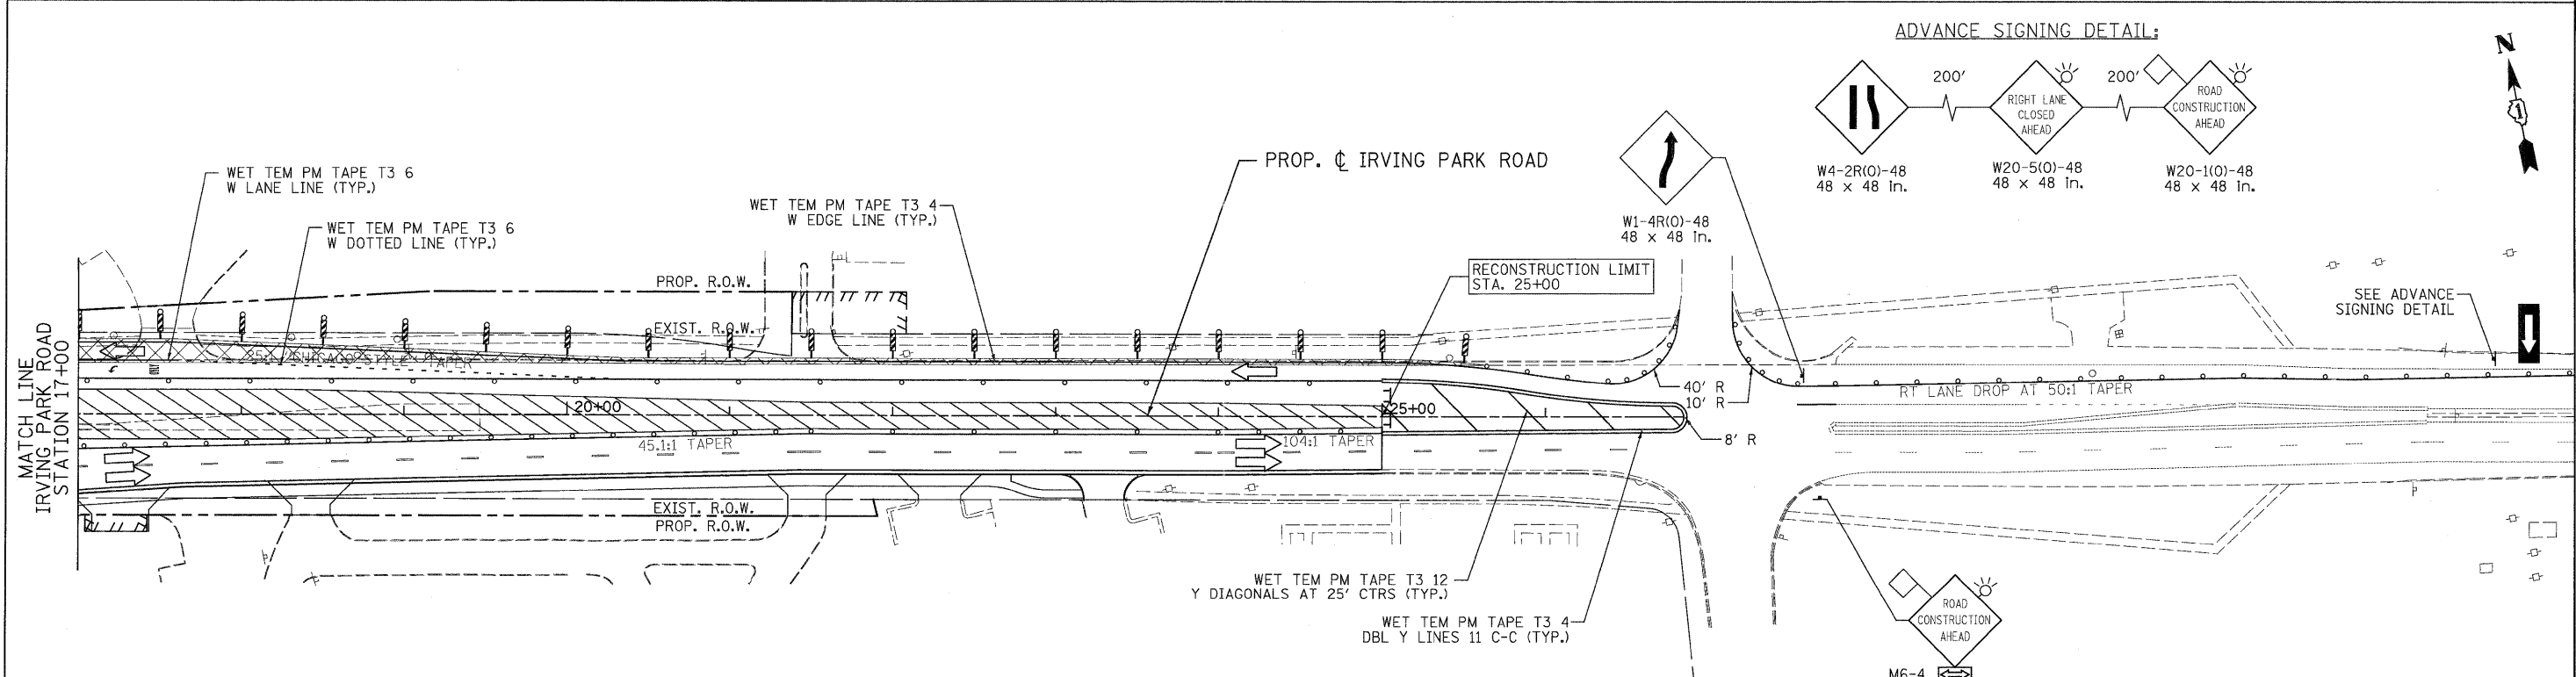 ADVANCE SIGNING DETAIL:
N
1
200'
200'
RIGHT LANE
CLOSED
AHEAD
ROAD
CONSTRUCTION
AHEAD
W4-2R(O)-48
48 x 48 in.
W20-5(O)-48
48 x 48 in.
W20-1(O)-48
48 x 48 in.
WET TEM PM TAPE T3 6
W LANE LINE (TYP.)
WET TEM PM TAPE T3 6
W DOTTED LINE (TYP.)
WET TEM PM TAPE T3 4
W EDGE LINE (TYP.)
PROP. ℄ IRVING PARK ROAD
W1-4R(O)-48
48 x 48 in.
RECONSTRUCTION LIMIT
STA. 25+00
SEE ADVANCE
SIGNING DETAIL
PROP. R.O.W.
EXIST. R.O.W.
CHICAGO STYLE TAPER
MATCH LINE
IRVING PARK ROAD
STATION 17+00
20+00
25+00
40' R
10' R
RT LANE DROP AT 50:1 TAPER
45.1:1 TAPER
104:1 TAPER
8' R
EXIST. R.O.W.
PROP. R.O.W.
WET TEM PM TAPE T3 12
Y DIAGONALS AT 25' CTRS (TYP.)
WET TEM PM TAPE T3 4
DBL Y LINES 11 C-C (TYP.)
ROAD
CONSTRUCTION
AHEAD
M6-4